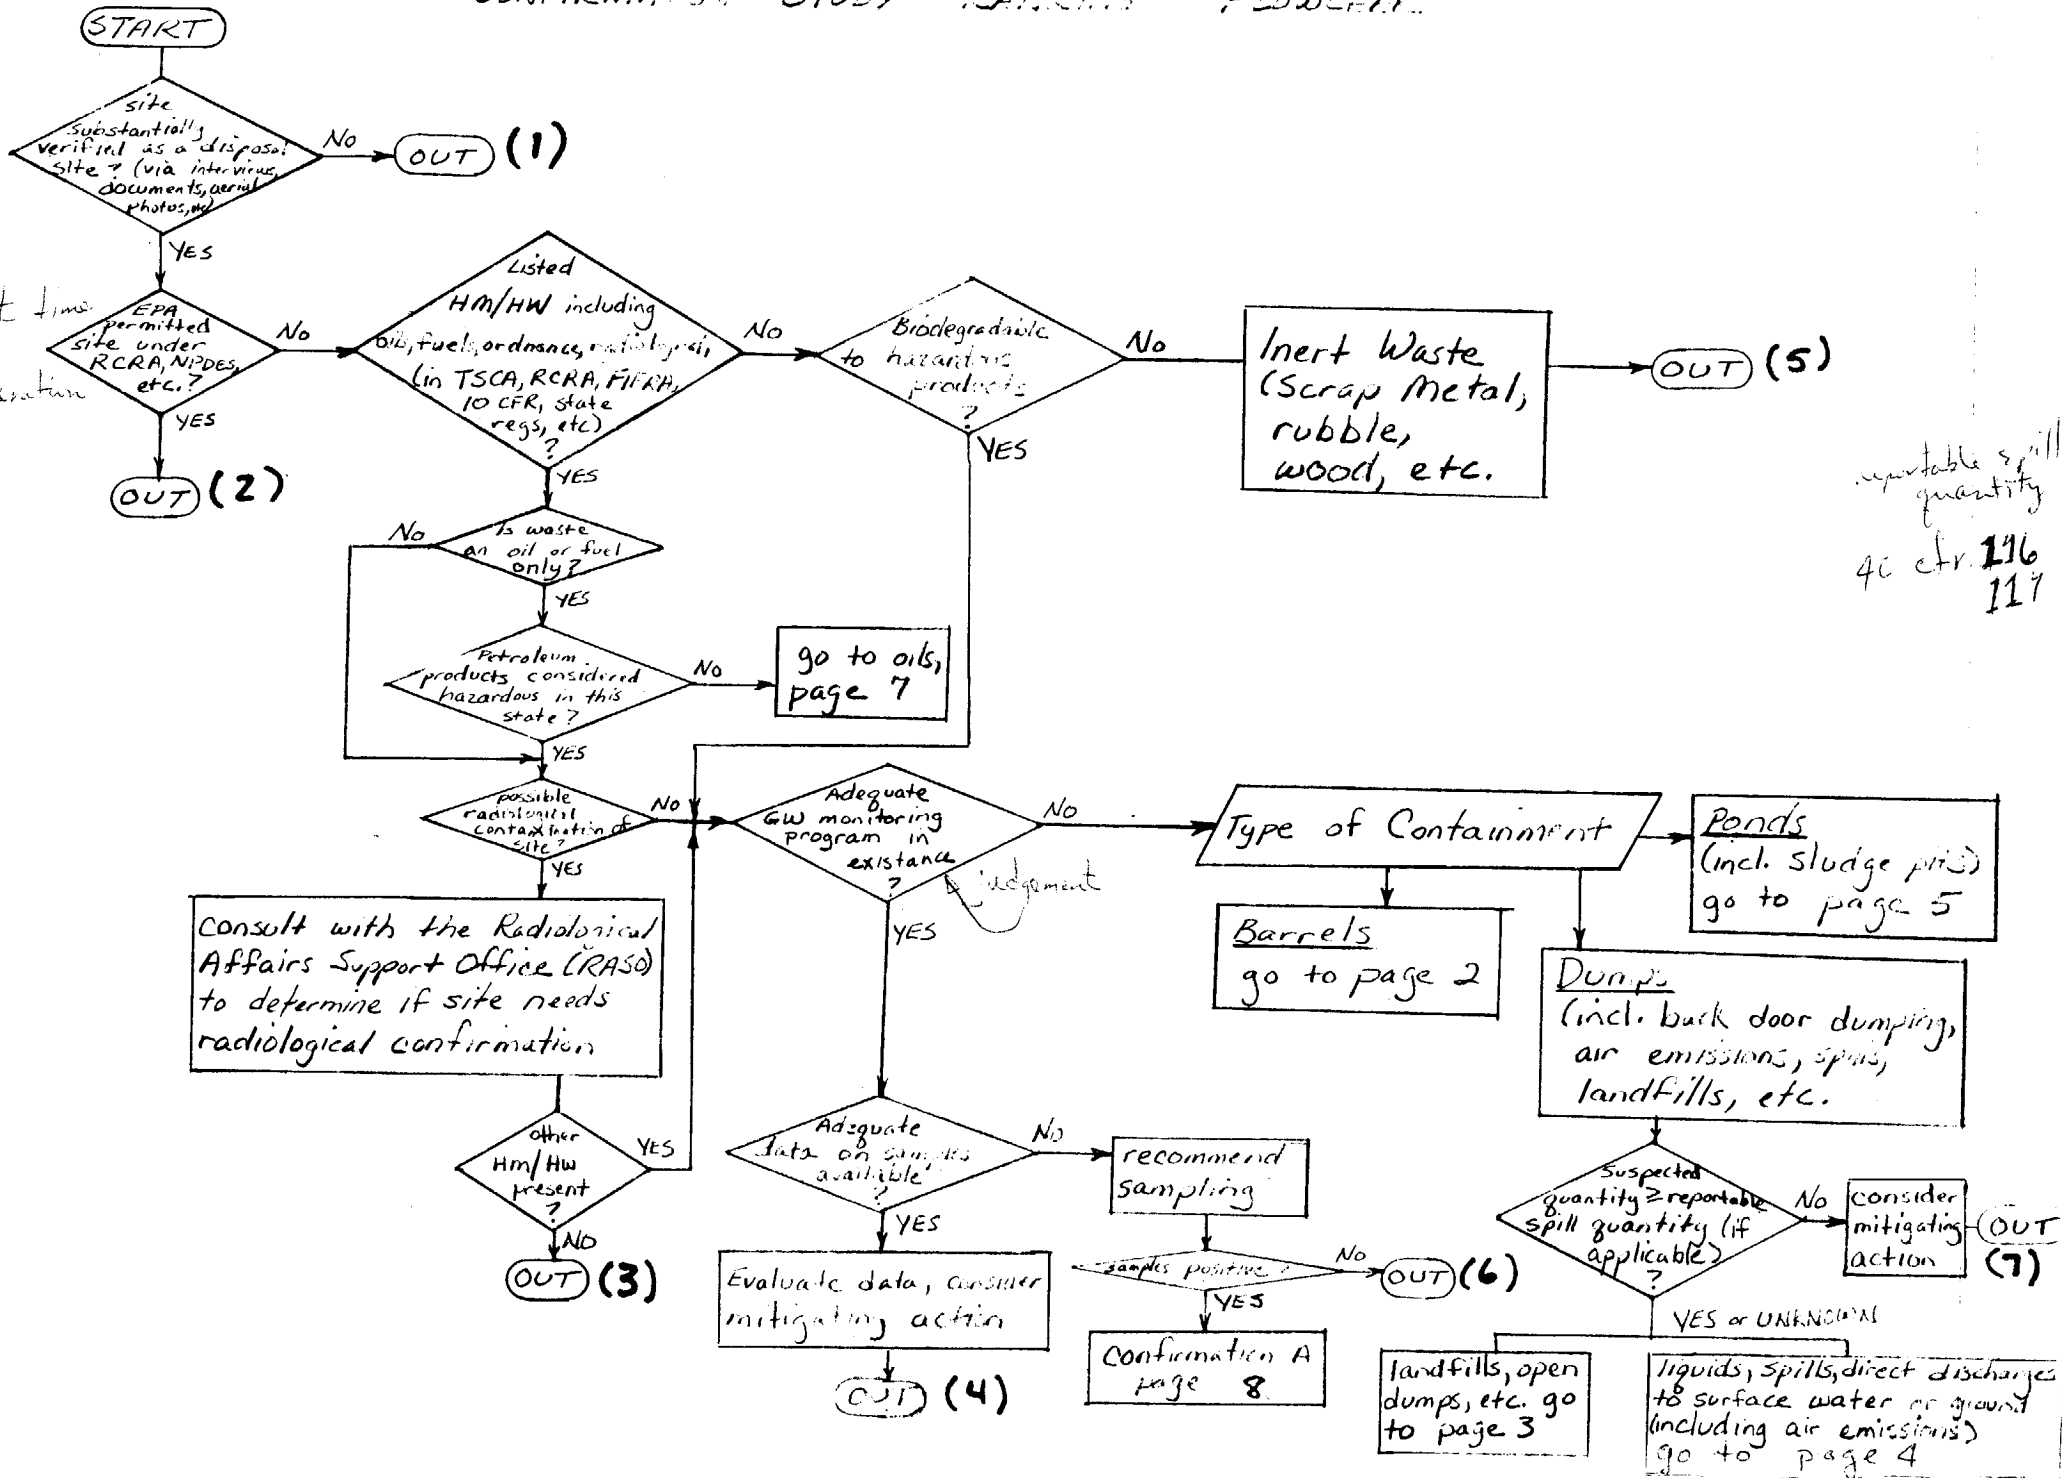 STUDY
START
site
substantially
verified as a disposal
site? (via interviews,
documents, aerial
photos, etc)
No
OUT (1)
YES
time
EPA
permitted
site under
RCRA, NPDES,
etc.?
No
YES
OUT (2)
Listed
HM/HW including
oils, fuels, ordnance, radiological,
(in TSCA, RCRA, FIFRA,
10 CFR, state
regs, etc)
?
No
YES
Biodegradable
to hazardous
products
?
No
YES
Inert Waste
(Scrap Metal,
rubble,
wood, etc.
OUT (5)
reportable spill
quantity
40 cfr. 116
117
Is waste
an oil or fuel
only?
No
YES
Petroleum
products considered
hazardous in this
state?
No
go to oils,
page 7
YES
possible
radiological
contamination of
site?
No
YES
Consult with the Radiological
Affairs Support Office (RASO)
to determine if site needs
radiological confirmation
other
Hm/HW
present
?
YES
NO
OUT (3)
Adequate
GW monitoring
program in
existance
?
judgement
No
YES
Adequate
data on samples
available
?
No
YES
Evaluate data, consider
mitigating action
OUT (4)
recommend
sampling
samples positive?
No
OUT (6)
YES
Confirmation A
page 8
Type of Containment
Ponds
(incl. sludge pits)
go to page 5
Barrels
go to page 2
Dumps
(incl. back door dumping,
air emissions, spills,
landfills, etc.
Suspected
quantity ≥ reportable
spill quantity (if
applicable)
?
No
consider
mitigating
action
OUT
(7)
YES or UNKNOWN
landfills, open
dumps, etc. go
to page 3
liquids, spills, direct discharges
to surface water or ground
(including air emissions)
go to page 4